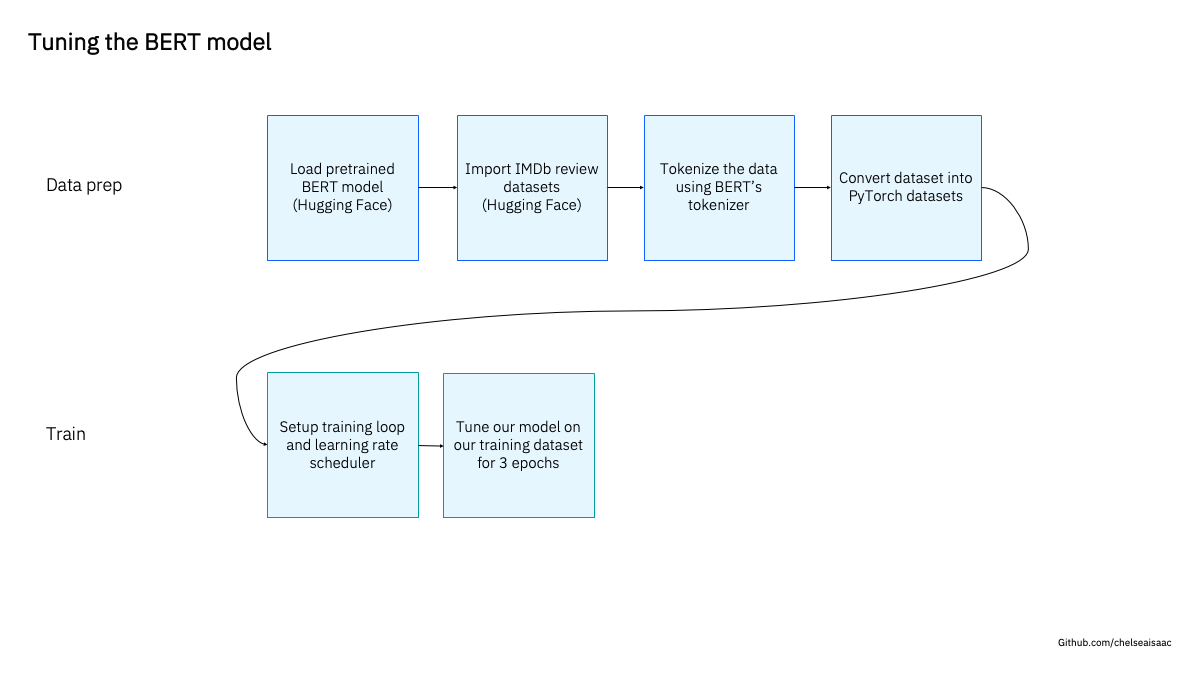 Tuning the BERT model
Data prep
Load pretrained
BERT model
(Hugging Face)
Import IMDb review
datasets
(Hugging Face)
Tokenize the data
using BERT’s
tokenizer
Convert dataset into
PyTorch datasets
Train
Setup training loop
and learning rate
scheduler
Tune our model on
our training dataset
for 3 epochs
Github.com/chelseaisaac